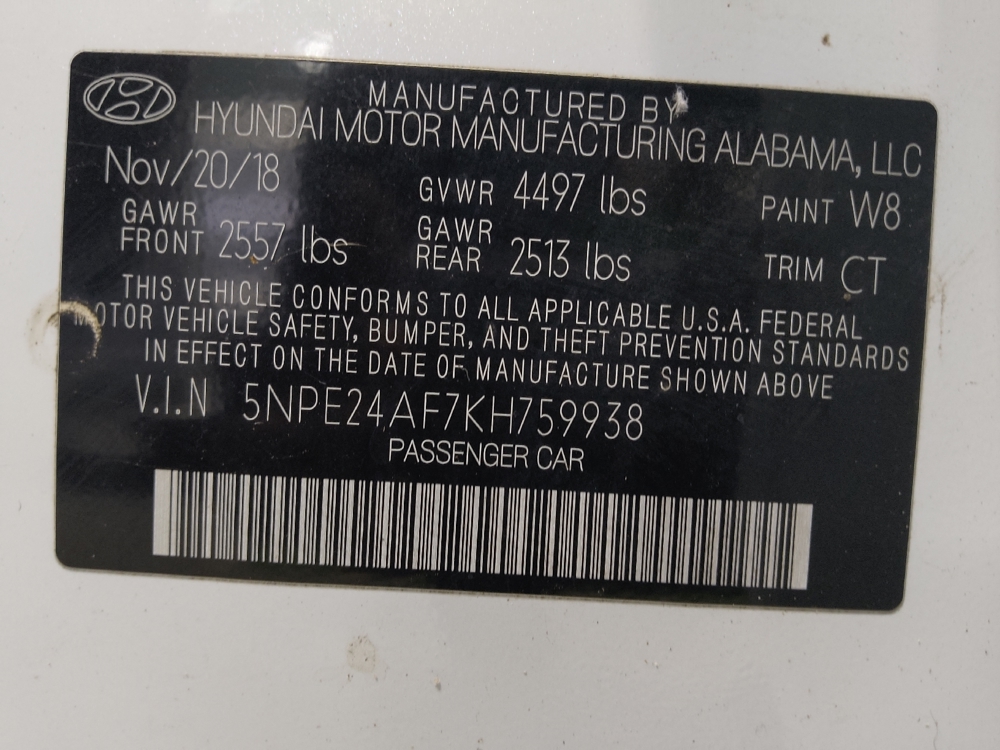 MANUFACTURED BY
HYUNDAI MOTOR MANUFACTURING ALABAMA, LLC
Nov/20/18 GVWR 4497 lbs PAINT W8
GAWR FRONT 2557 lbs GAWR REAR 2513 lbs TRIM CT
THIS VEHICLE CONFORMS TO ALL APPLICABLE U.S.A. FEDERAL
MOTOR VEHICLE SAFETY, BUMPER, AND THEFT PREVENTION STANDARDS
IN EFFECT ON THE DATE OF MANUFACTURE SHOWN ABOVE
V.I.N 5NPE24AF7KH759938
PASSENGER CAR